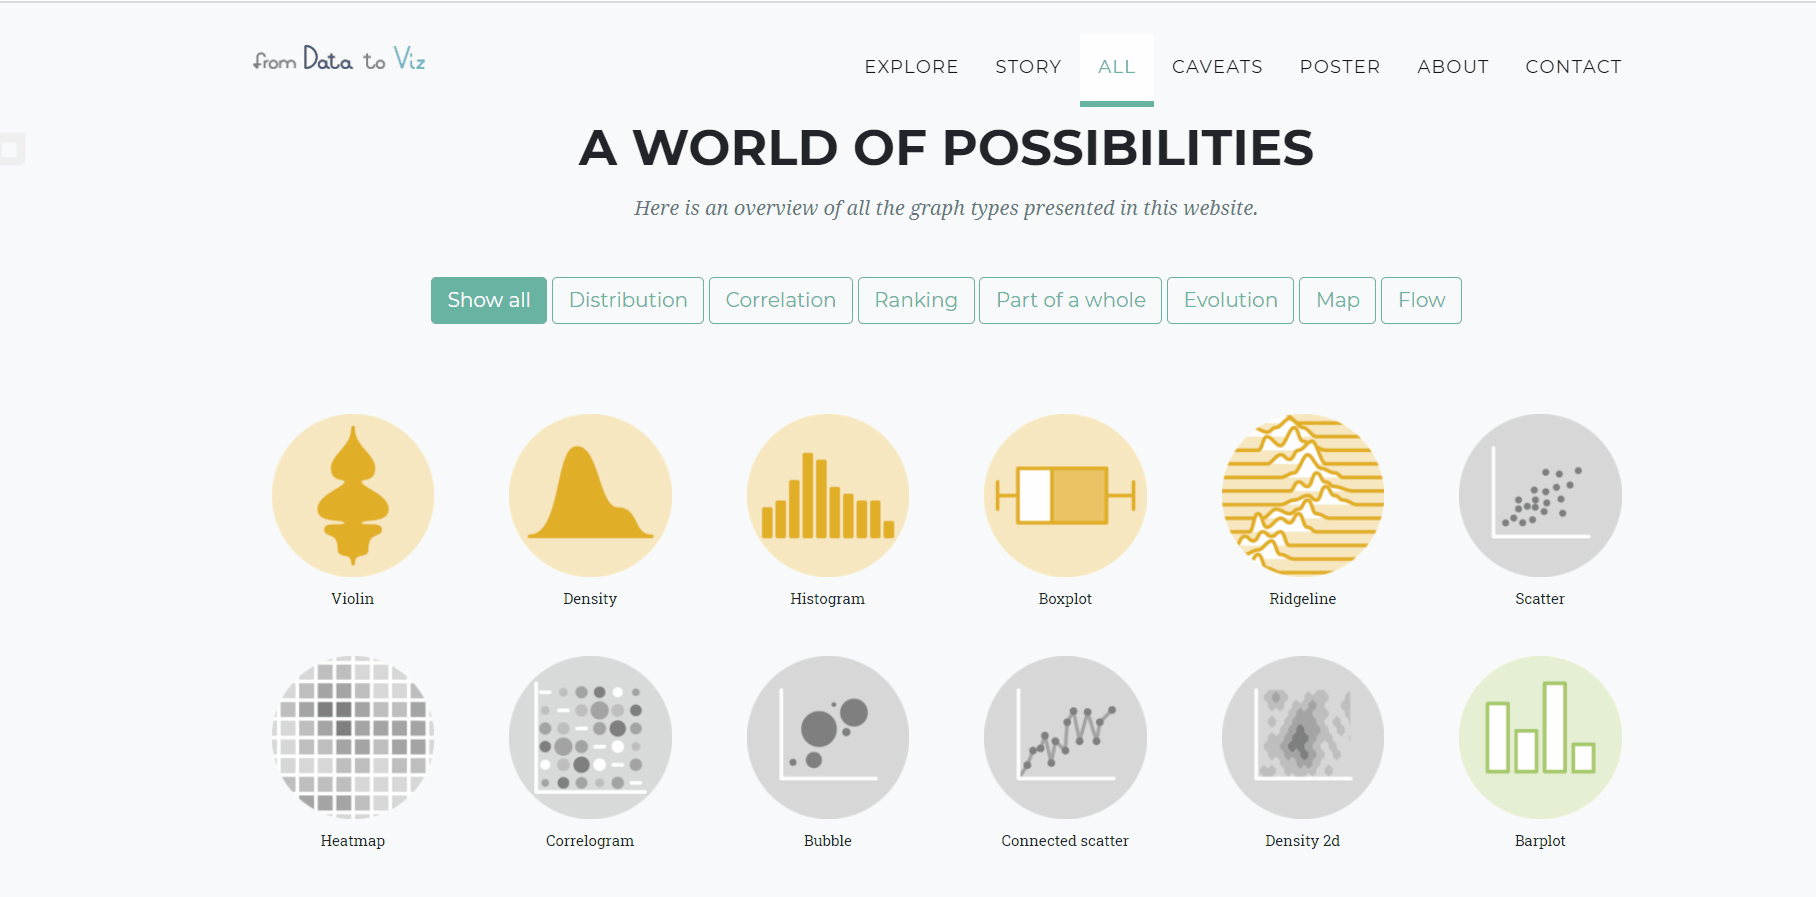 from Data to Viz
EXPLORE STORY ALL CAVEATS POSTER ABOUT CONTACT
A WORLD OF POSSIBILITIES
Here is an overview of all the graph types presented in this website.
Show all Distribution Correlation Ranking Part of a whole Evolution Map Flow
Violin Density Histogram Boxplot Ridgeline Scatter
Heatmap Correlogram Bubble Connected scatter Density 2d Barplot